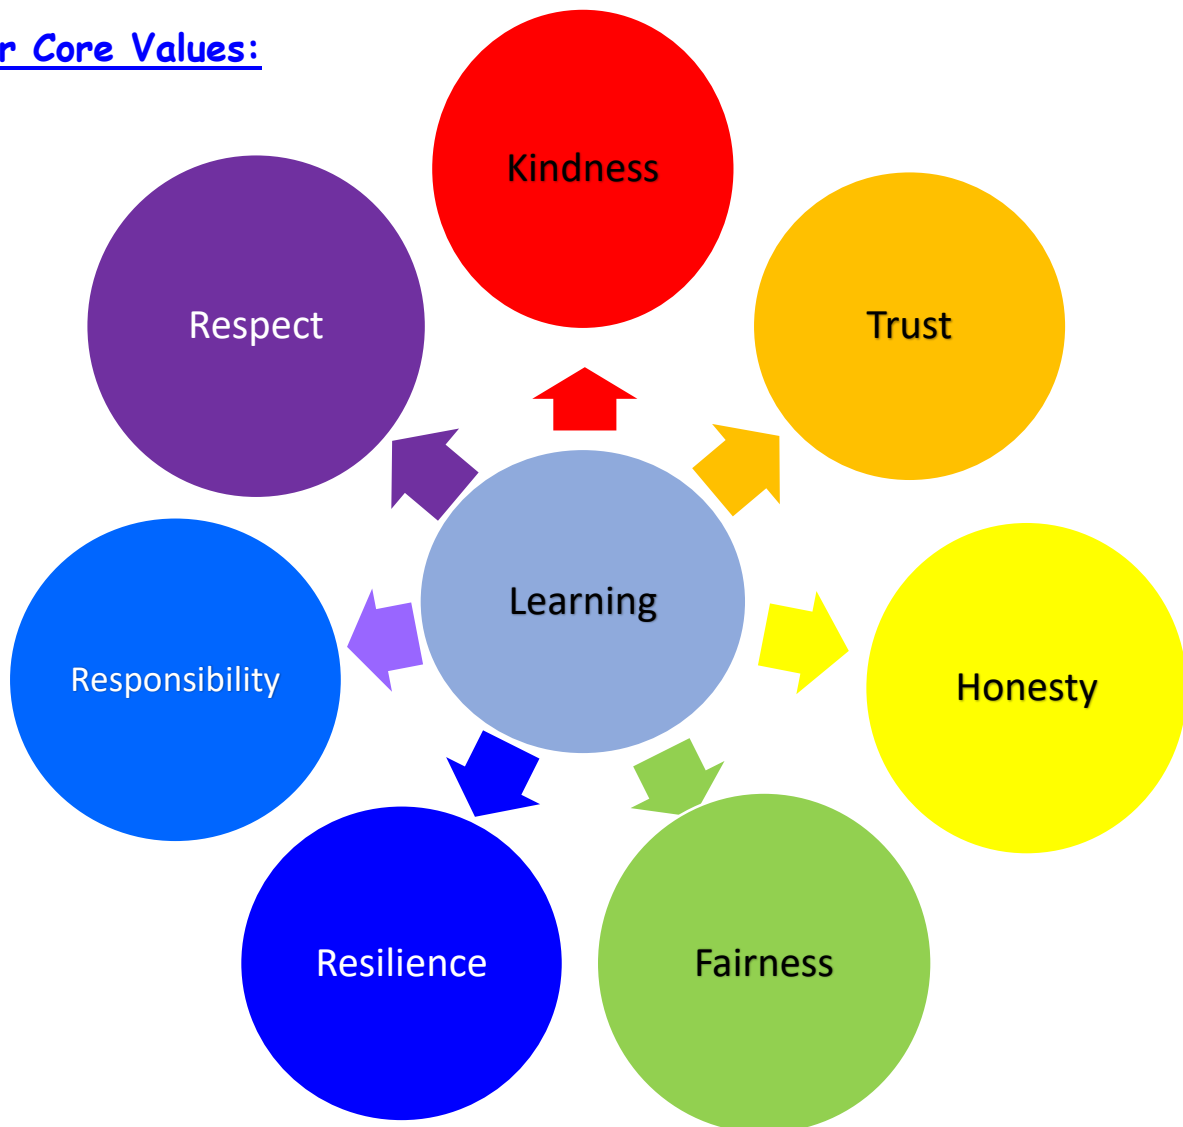 r Core Values:
Kindness
Respect
Trust
Learning
Responsibility
Honesty
Resilience
Fairness